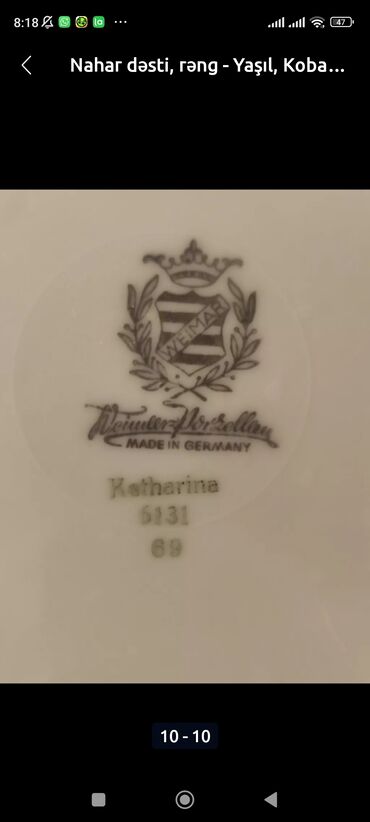 8:18
47
Nahar dəsti, rəng - Yaşıl, Koba...
WEIMAR
Weimar Porzellan
MADE IN GERMANY
Katharina
6131
69
10 - 10